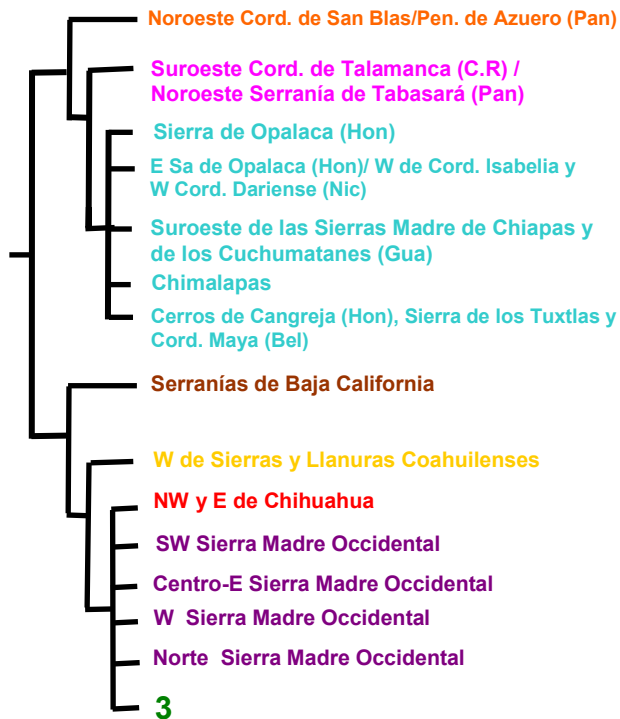 Noroeste Cord. de San Blas/Pen. de Azuero (Pan)
Suroeste Cord. de Talamanca (C.R) /
Noroeste Serranía de Tabasará (Pan)
Sierra de Opalaca (Hon)
E Sa de Opalaca (Hon)/ W de Cord. Isabelia y
W Cord. Dariense (Nic)
Suroeste de las Sierras Madre de Chiapas y
de los Cuchumatanes (Gua)
Chimalapas
Cerros de Cangreja (Hon), Sierra de los Tuxtlas y
Cord. Maya (Bel)
Serranías de Baja California
W de Sierras y Llanuras Coahuilenses
NW y E de Chihuahua
SW Sierra Madre Occidental
Centro-E Sierra Madre Occidental
W Sierra Madre Occidental
Norte Sierra Madre Occidental
3